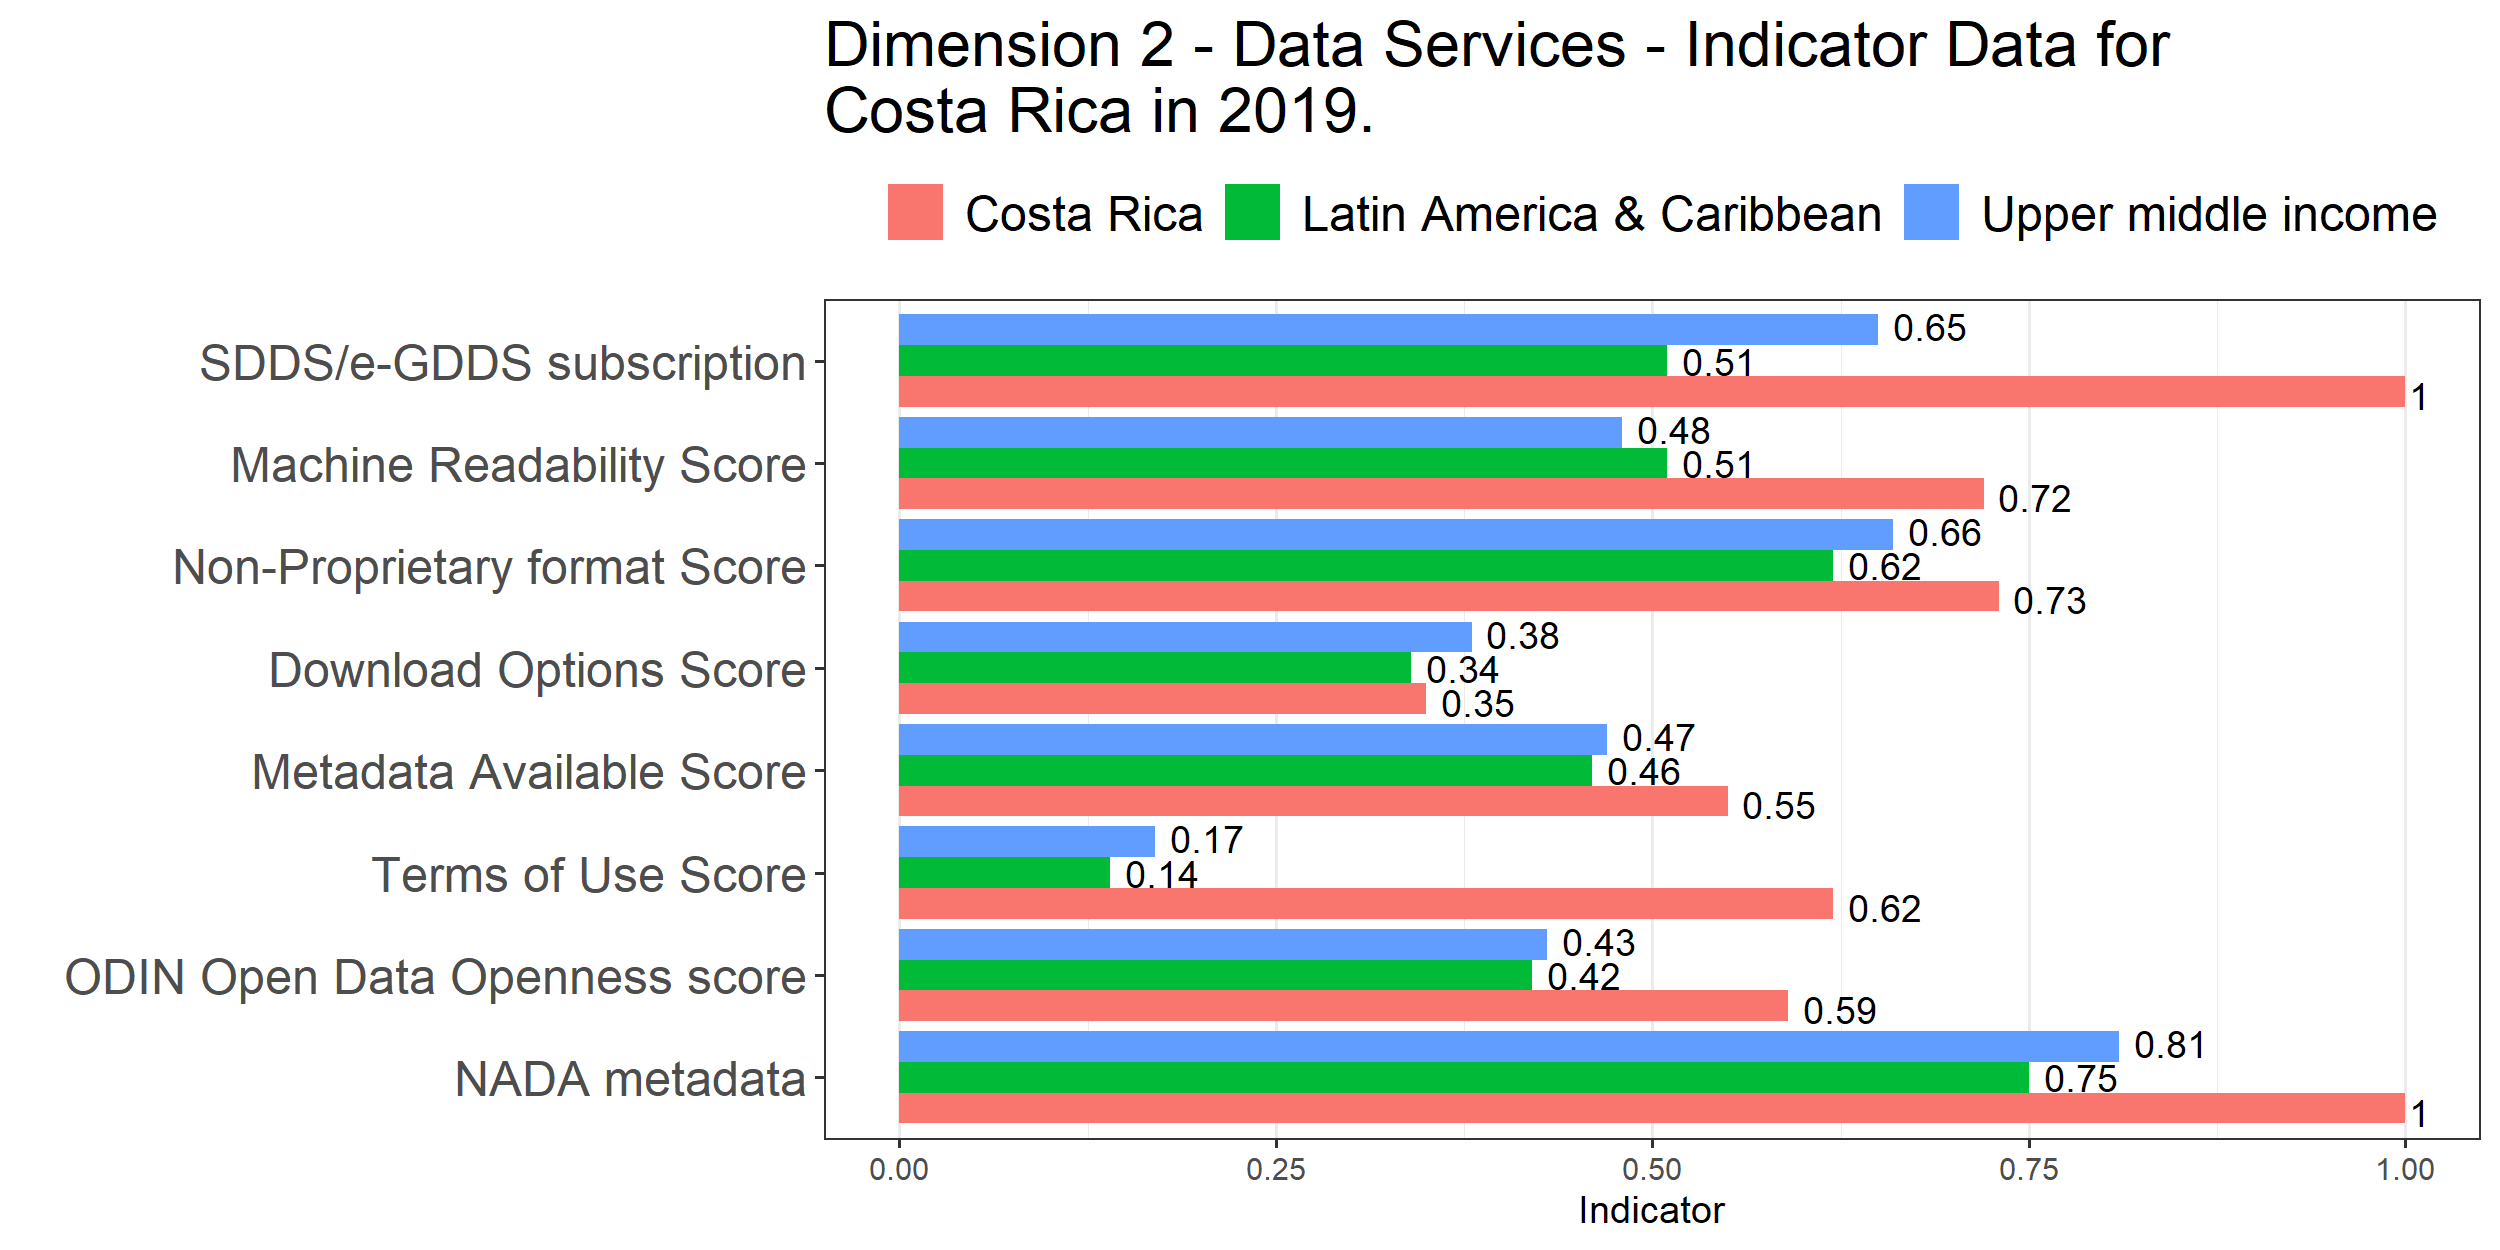 Dimension 2 - Data Services - Indicator Data for
Costa Rica in 2019.
Costa Rica
Latin America & Caribbean
Upper middle income
SDDS/e-GDDS subscription
0.65
0.51
1
Machine Readability Score
0.48
0.51
0.72
Non-Proprietary format Score
0.66
0.62
0.73
Download Options Score
0.38
0.34
0.35
Metadata Available Score
0.47
0.46
0.55
Terms of Use Score
0.17
0.14
0.62
ODIN Open Data Openness score
0.43
0.42
0.59
NADA metadata
0.81
0.75
1
0.00
0.25
0.50
0.75
1.00
Indicator